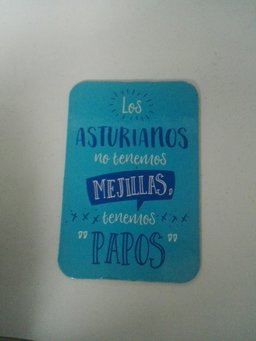 Los
ASTURIANOS
no tenemos
MEJILLAS,
tenemos
"PAPOS"